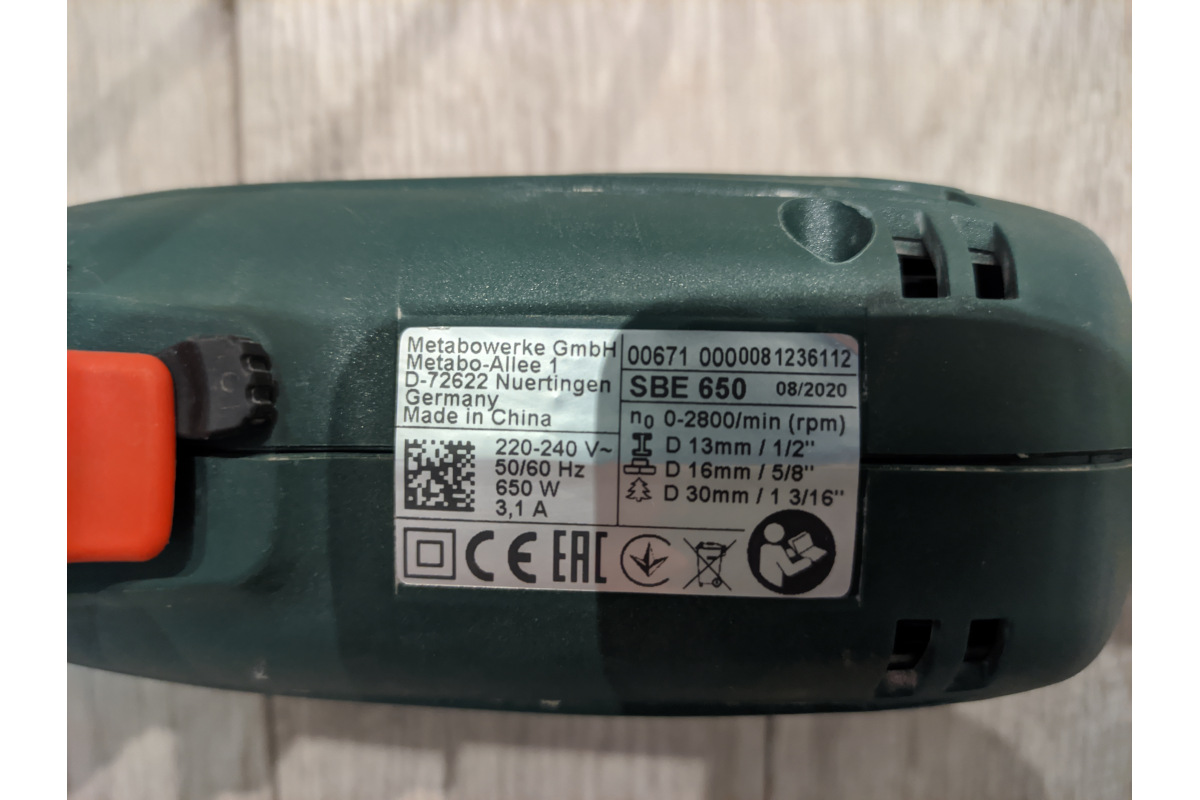 Metabowerke GmbH
Metabo-Allee 1
D-72622 Nuertingen
Germany
Made in China
00671 0000081236112
SBE 650 08/2020
n0 0-2800/min (rpm)
D 13mm / 1/2"
D 16mm / 5/8"
D 30mm / 1 3/16"
220-240 V~
50/60 Hz
650 W
3,1 A
CE EAC